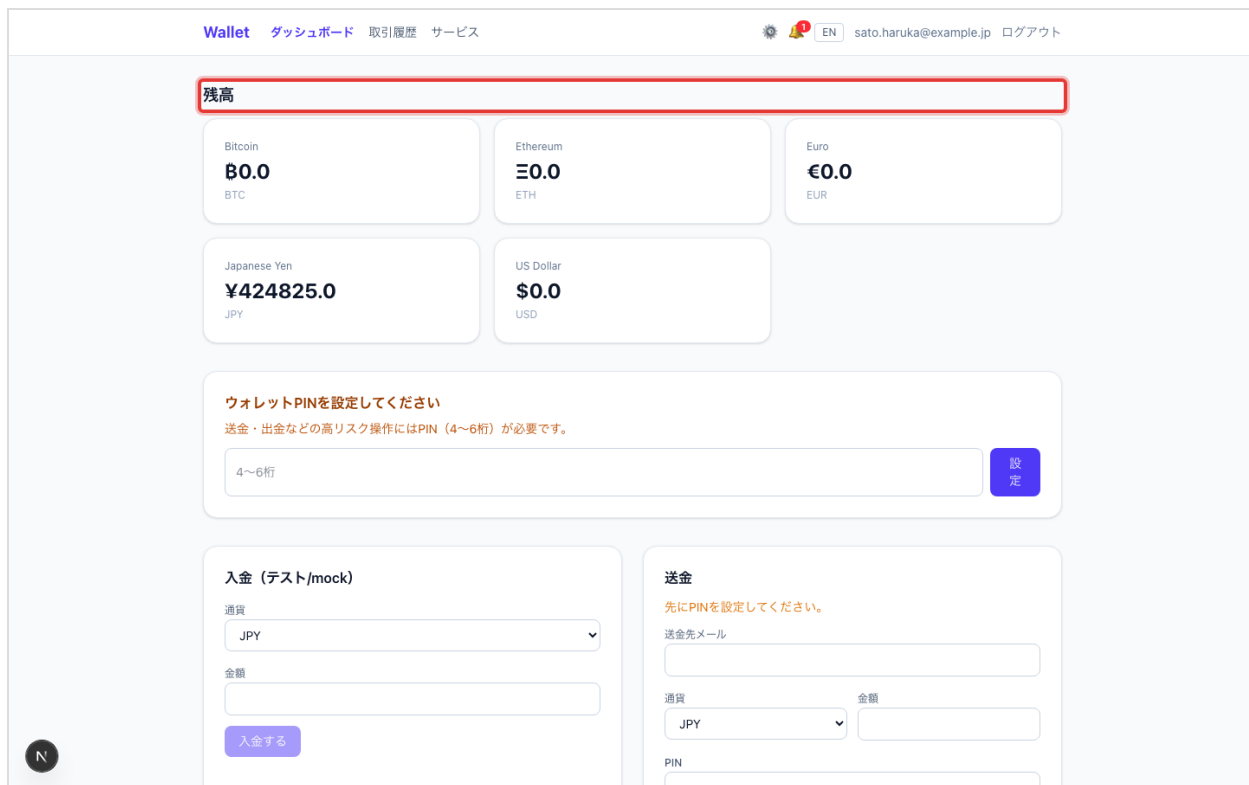 Wallet ダッシュボード 取引履歴 サービス 1 EN sato.haruka@example.jp ログアウト
残高
Bitcoin
₿0.0
BTC
Ethereum
Ξ0.0
ETH
Euro
€0.0
EUR
Japanese Yen
¥424825.0
JPY
US Dollar
$0.0
USD
ウォレットPINを設定してください
送金・出金などの高リスク操作にはPIN（4〜6桁）が必要です。
4〜6桁
設
定
入金（テスト/mock）
通貨
JPY
金額
入金する
送金
先にPINを設定してください。
送金先メール
通貨 金額
JPY
PIN
N